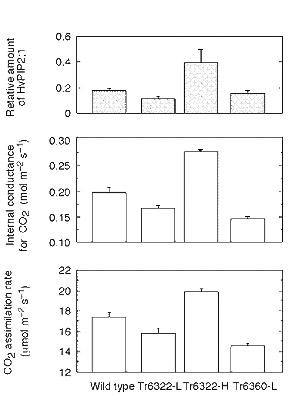 Relative amount
of HvPIP2;1
0.6
0.4
0.2
0
Internal conductance
for CO₂ (mol m⁻² s⁻¹)
0.30
0.20
0.15
0.10
CO₂ assimilation rate
(µmol m⁻² s⁻¹)
22
20
18
16
14
12
Wild type Tr6322-L Tr6322-H Tr6360-L